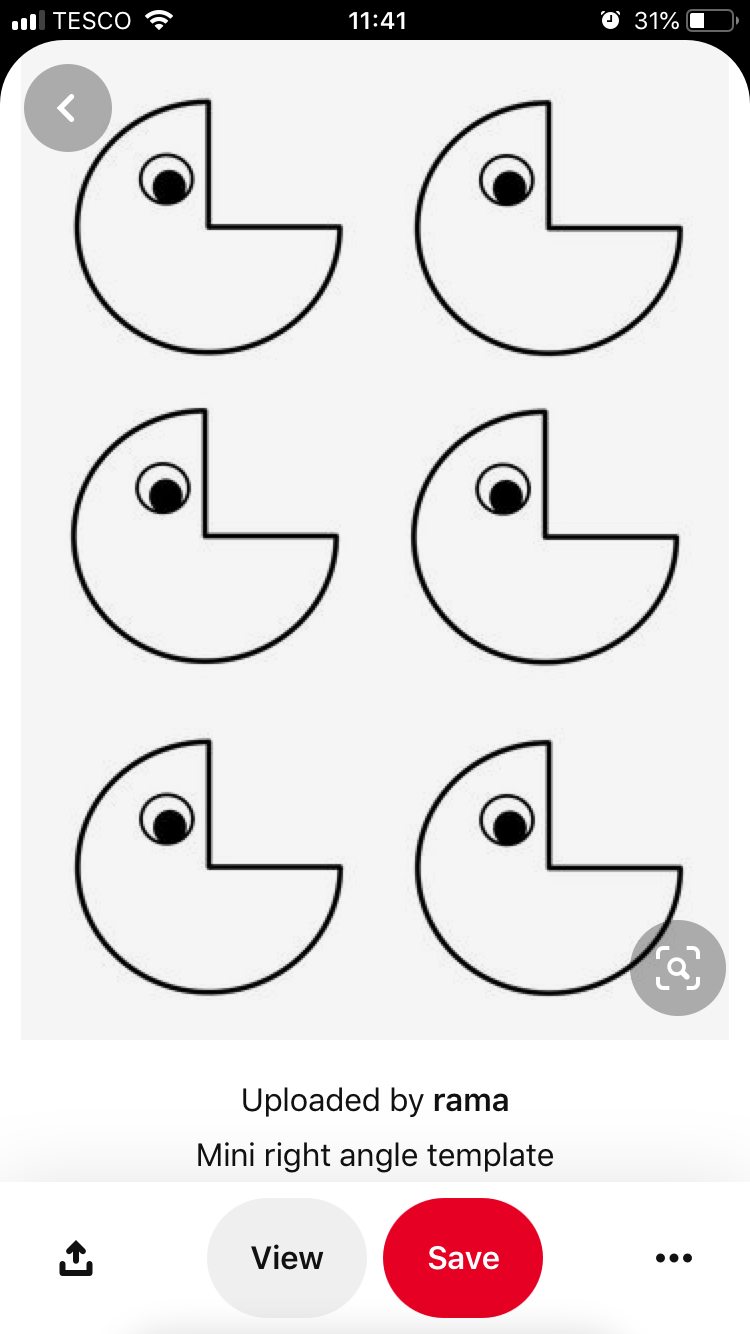 TESCO 11:41 31%
Uploaded by rama
Mini right angle template
View Save